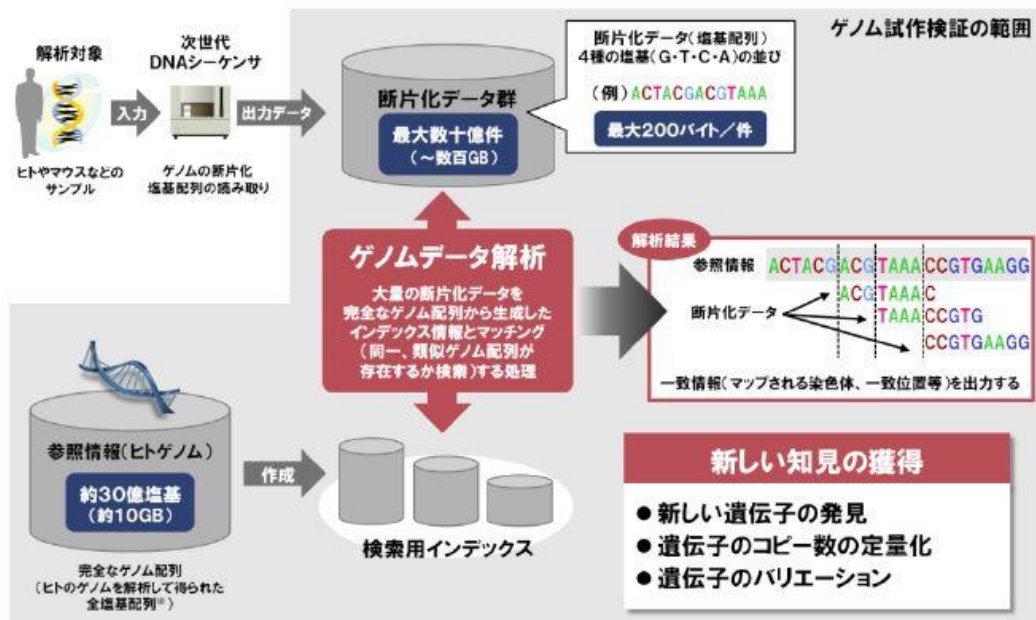 ゲノム試作検証の範囲
解析対象
ヒトやマウスなどの
サンプル
入力
次世代
DNAシーケンサ
ゲノムの断片化
塩基配列の読み取り
出力データ
断片化データ群
最大数十億件
(～数百GB)
断片化データ(塩基配列)
4種の塩基(G・T・C・A)の並び
(例)ACTACGACGTAAA
最大200バイト／件
ゲノムデータ解析
大量の断片化データを
完全なゲノム配列から生成した
インデックス情報とマッチング
(同一、類似ゲノム配列が
存在するか検索)する処理
解析結果
参照情報 ACTACGACGTAAACCGTGAAGG
ACGTAAAC
断片化データ
TAAACCGTG
CCGTGAAGG
一致情報(マップされる染色体、一致位置等)を出力する
参照情報(ヒトゲノム)
約30億塩基
(約10GB)
完全なゲノム配列
(ヒトのゲノムを解析して得られた
全塩基配列※)
作成
検索用インデックス
新しい知見の獲得
●新しい遺伝子の発見
●遺伝子のコピー数の定量化
●遺伝子のバリエーション